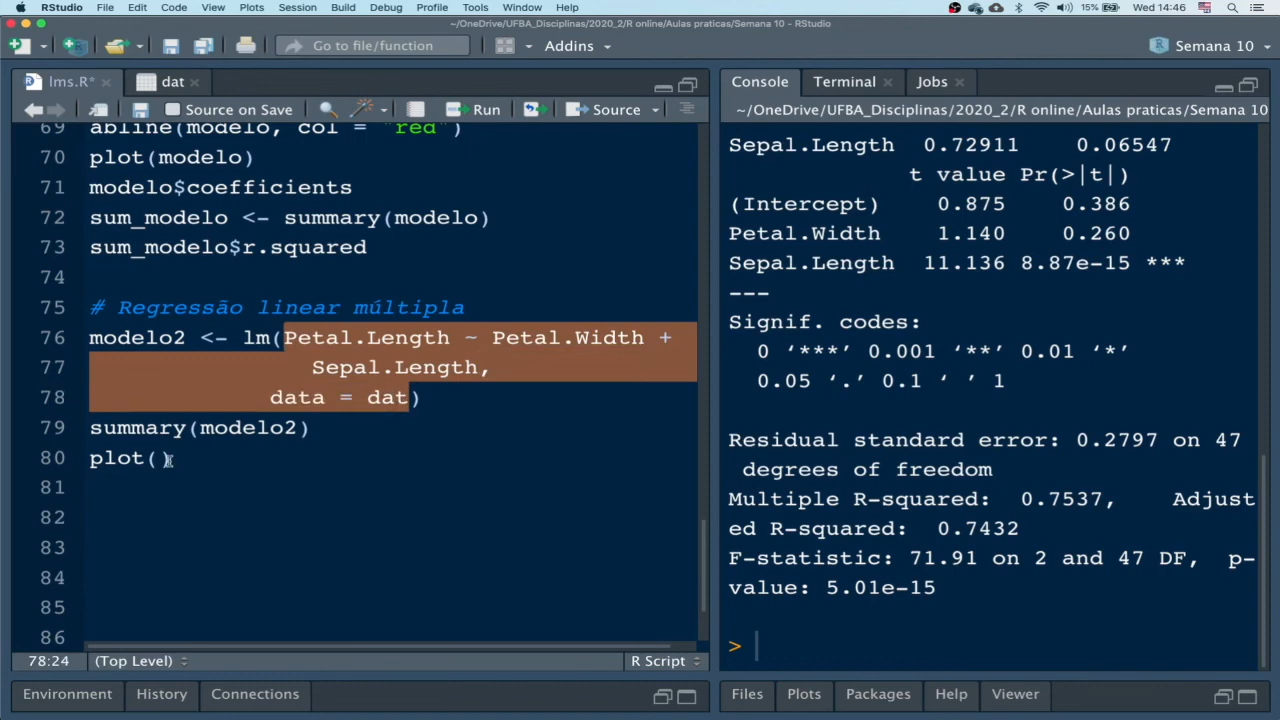 RStudio File Edit Code View Plots Session Build Debug Profile Tools Window Help 15% Wed 14:46
~/OneDrive/UFBA_Disciplinas/2020_2/R online/Aulas praticas/Semana 10 - RStudio
Go to file/function Addins Semana 10
lms.R* dat
Source on Save Run Source
69 abline(modelo, col = "red")
70 plot(modelo)
71 modelo$coefficients
72 sum_modelo <- summary(modelo)
73 sum_modelo$r.squared
74
75 # Regressão linear múltipla
76 modelo2 <- lm(Petal.Length ~ Petal.Width +
77 Sepal.Length,
78 data = dat)
79 summary(modelo2)
80 plot()
81
82
83
84
85
86
78:24 (Top Level) R Script
Environment History Connections
Console Terminal Jobs
~/OneDrive/UFBA_Disciplinas/2020_2/R online/Aulas praticas/Semana 10
Sepal.Length 0.72911 0.06547
t value Pr(>|t|)
(Intercept) 0.875 0.386
Petal.Width 1.140 0.260
Sepal.Length 11.136 8.87e-15 ***
---
Signif. codes:
0 ‘***’ 0.001 ‘**’ 0.01 ‘*’
0.05 ‘.’ 0.1 ‘ ’ 1
Residual standard error: 0.2797 on 47
degrees of freedom
Multiple R-squared: 0.7537, Adjust
ed R-squared: 0.7432
F-statistic: 71.91 on 2 and 47 DF, p-
value: 5.01e-15
>
Files Plots Packages Help Viewer